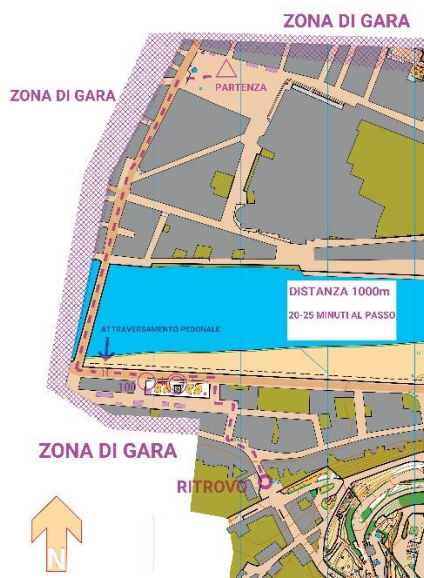 ZONA DI GARA
ZONA DI GARA
PARTENZA
DISTANZA 1000m
20-25 MINUTI AL PASSO
ATTRAVERSAMENTO PEDONALE
100
ZONA DI GARA
RITROVO
N